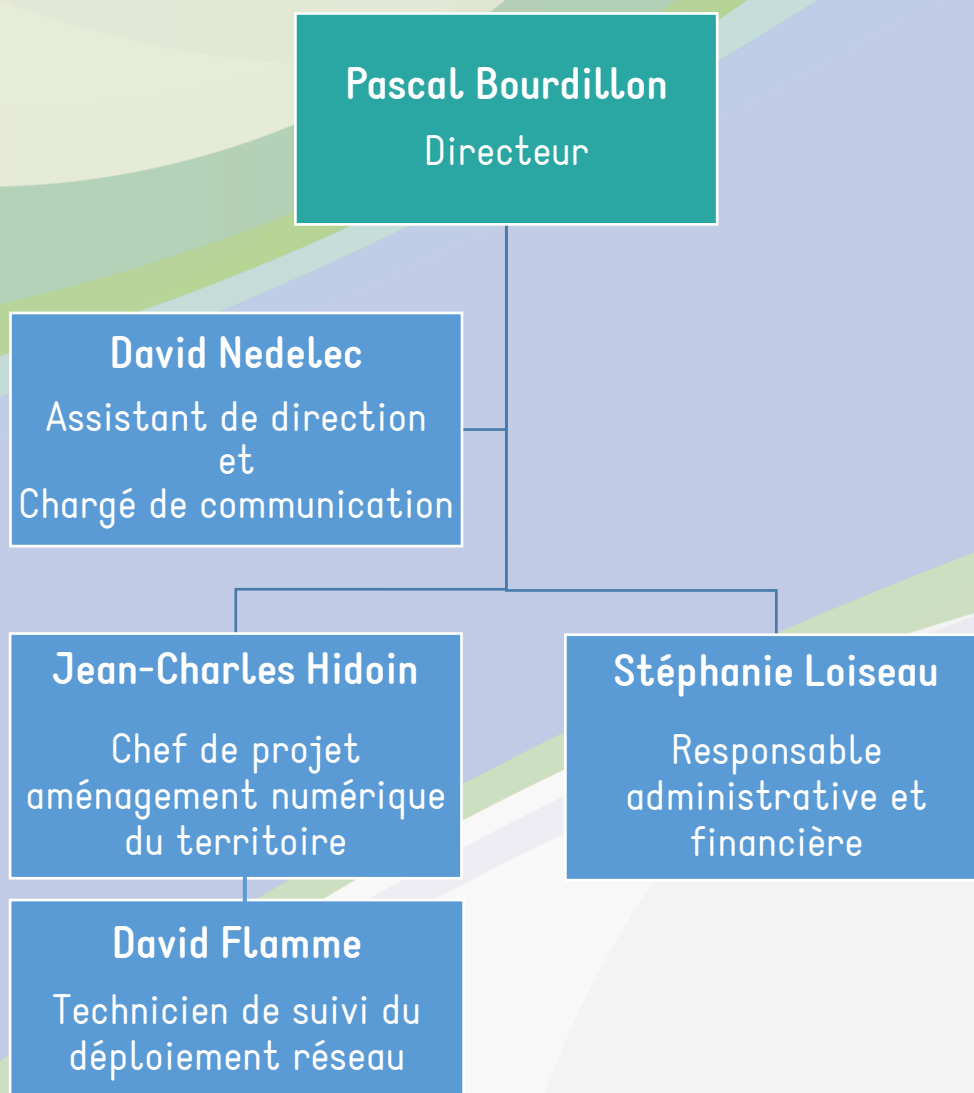 Pascal Bourdillon
Directeur
David Nedelec
Assistant de direction
et
Chargé de communication
Jean-Charles Hidoin
Chef de projet
aménagement numérique
du territoire
Stéphanie Loiseau
Responsable
administrative et
financière
David Flamme
Technicien de suivi du
déploiement réseau